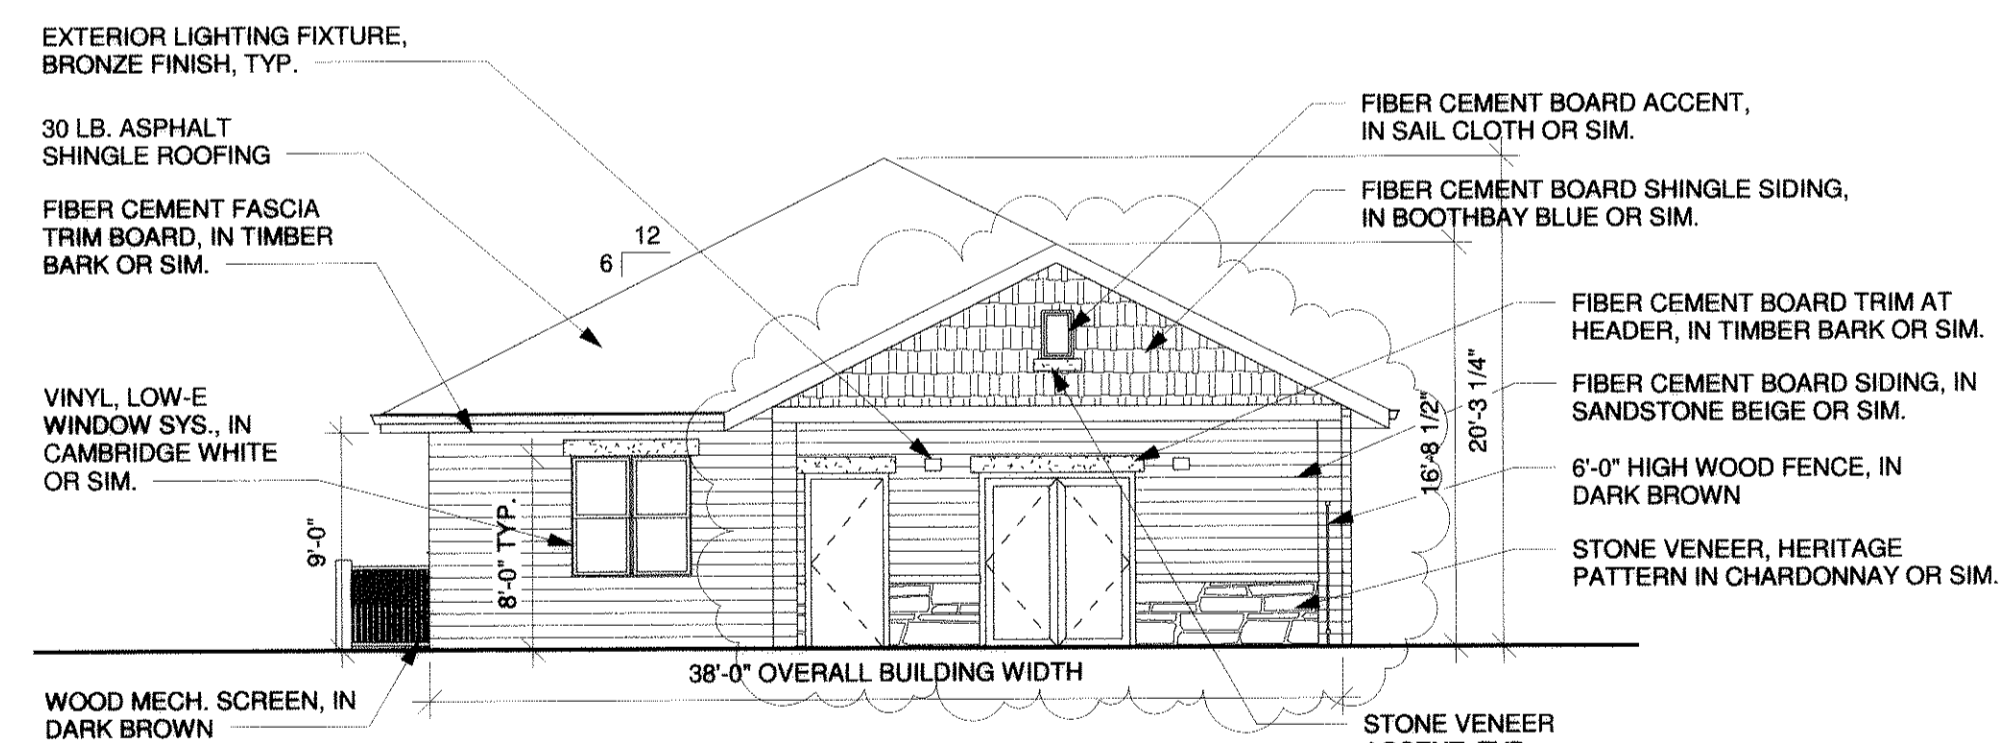 EXTERIOR LIGHTING FIXTURE,
BRONZE FINISH, TYP.
30 LB. ASPHALT
SHINGLE ROOFING
FIBER CEMENT FASCIA
TRIM BOARD, IN TIMBER
BARK OR SIM.
VINYL, LOW-E
WINDOW SYS., IN
CAMBRIDGE WHITE
OR SIM.
WOOD MECH. SCREEN, IN
DARK BROWN
12
6
9'-0"
8'-0" TYP.
38'-0" OVERALL BUILDING WIDTH
16'-8 1/2"
20'-3 1/4"
FIBER CEMENT BOARD ACCENT,
IN SAIL CLOTH OR SIM.
FIBER CEMENT BOARD SHINGLE SIDING,
IN BOOTHBAY BLUE OR SIM.
FIBER CEMENT BOARD TRIM AT
HEADER, IN TIMBER BARK OR SIM.
FIBER CEMENT BOARD SIDING, IN
SANDSTONE BEIGE OR SIM.
6'-0" HIGH WOOD FENCE, IN
DARK BROWN
STONE VENEER, HERITAGE
PATTERN IN CHARDONNAY OR SIM.
STONE VENEER